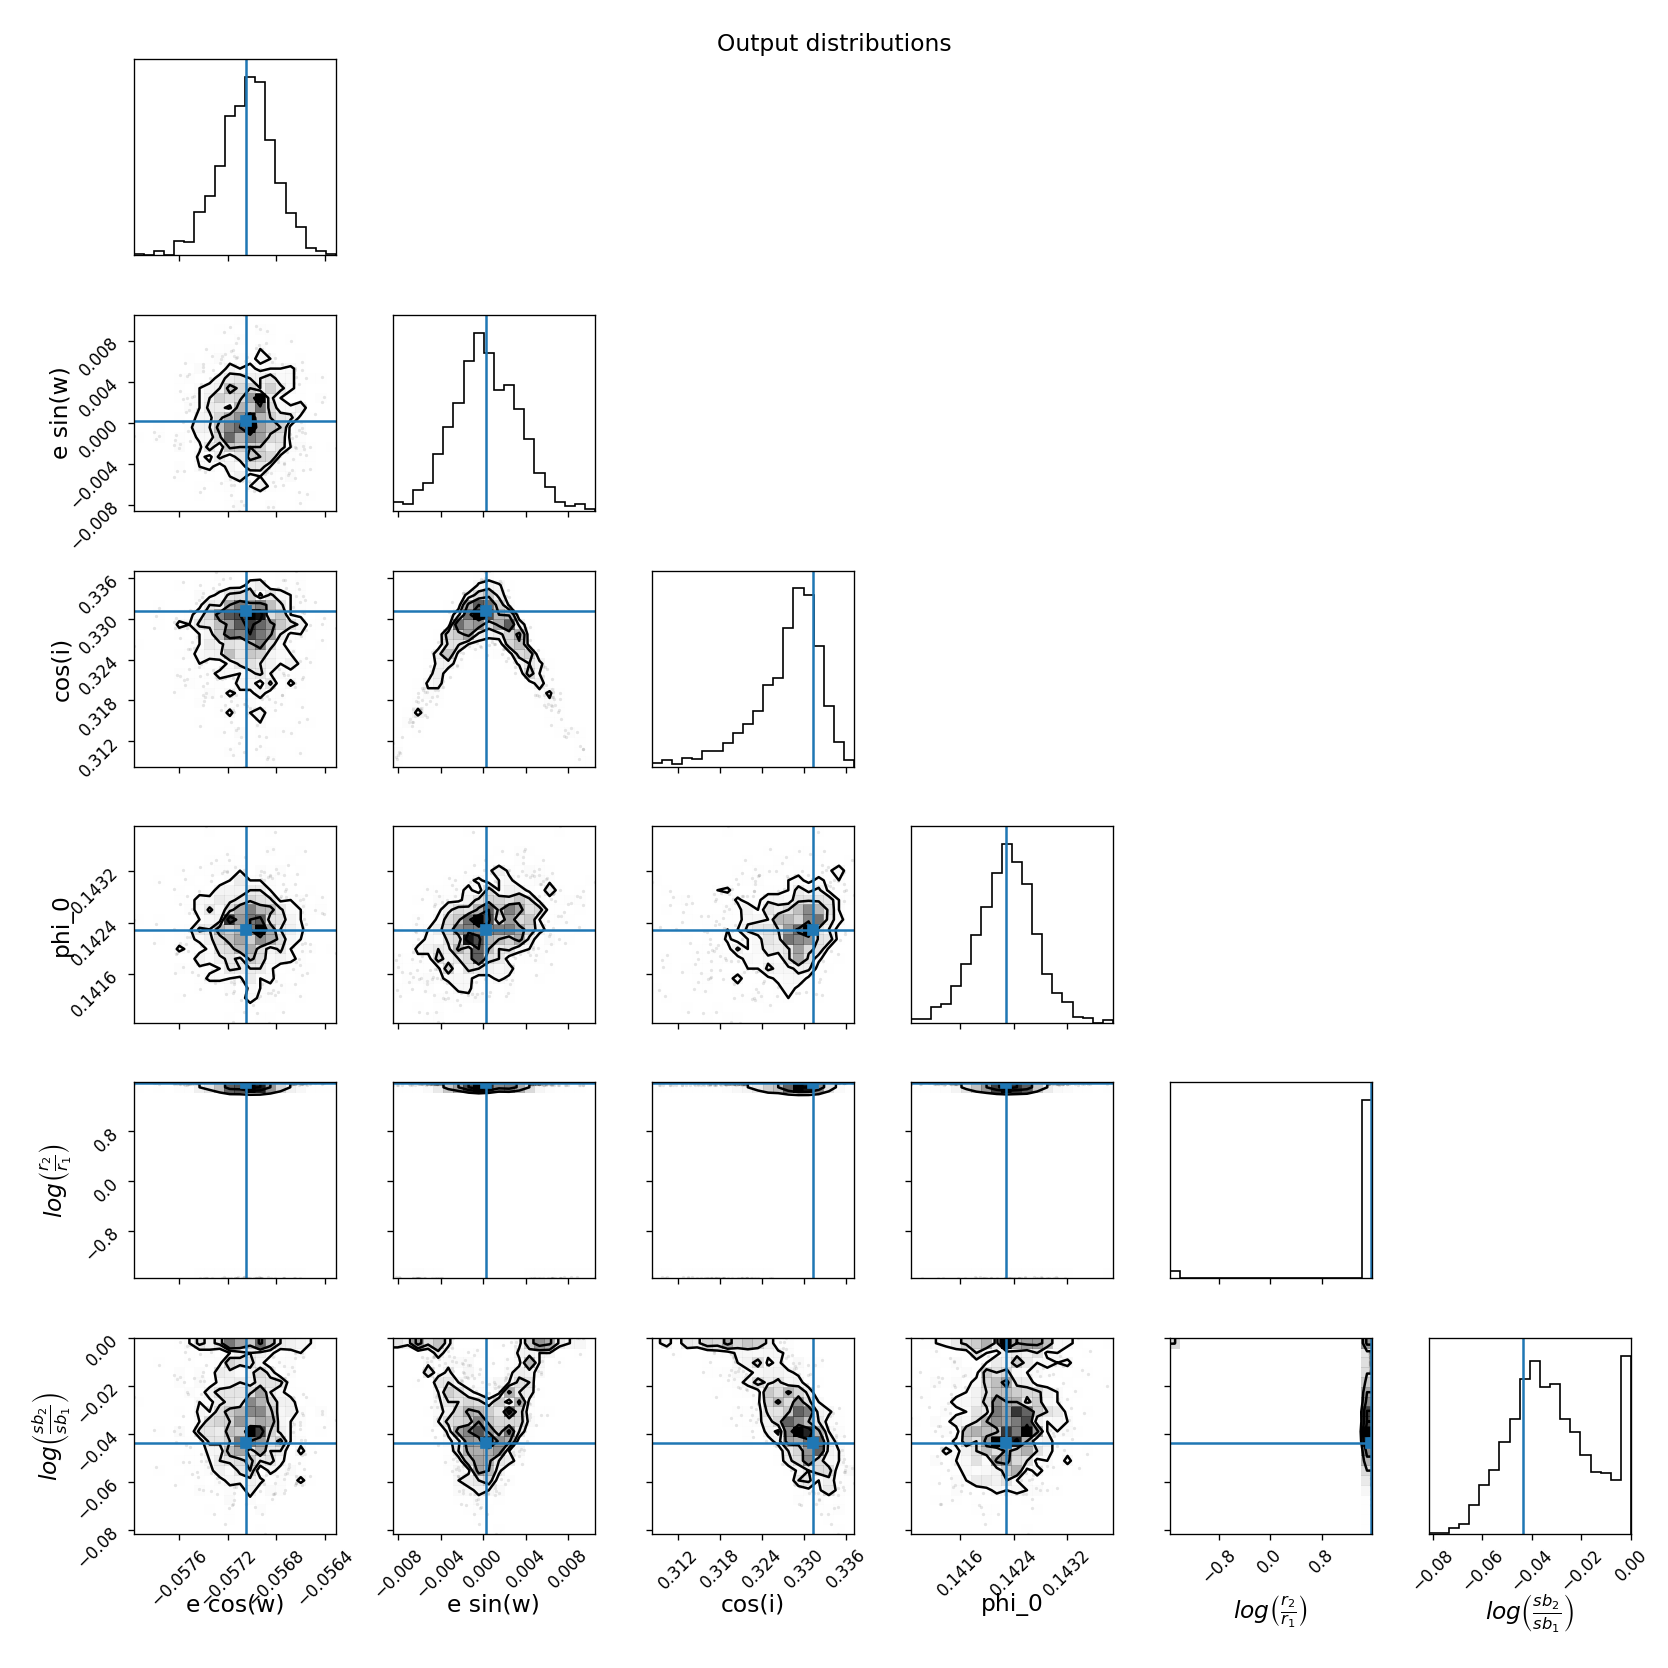 Output distributions
e sin(w)
0.008
0.004
0.000
−0.004
−0.008
cos(i)
0.336
0.330
0.324
0.318
0.312
phi_0
0.1432
0.1424
0.1416
log(r₂/r₁)
0.8
0.0
−0.8
log(sb₂/sb₁)
0.00
−0.02
−0.04
−0.06
−0.08
−0.0576 −0.0572 −0.0568 −0.0564 −0.008 −0.004 0.000 0.004 0.008 0.312 0.318 0.324 0.330 0.336 0.1416 0.1424 0.1432 −0.8 0.0 0.8 −0.08 −0.06 −0.04 −0.02 0.00
e cos(w) e sin(w) cos(i) phi_0 log(r₂/r₁) log(sb₂/sb₁)